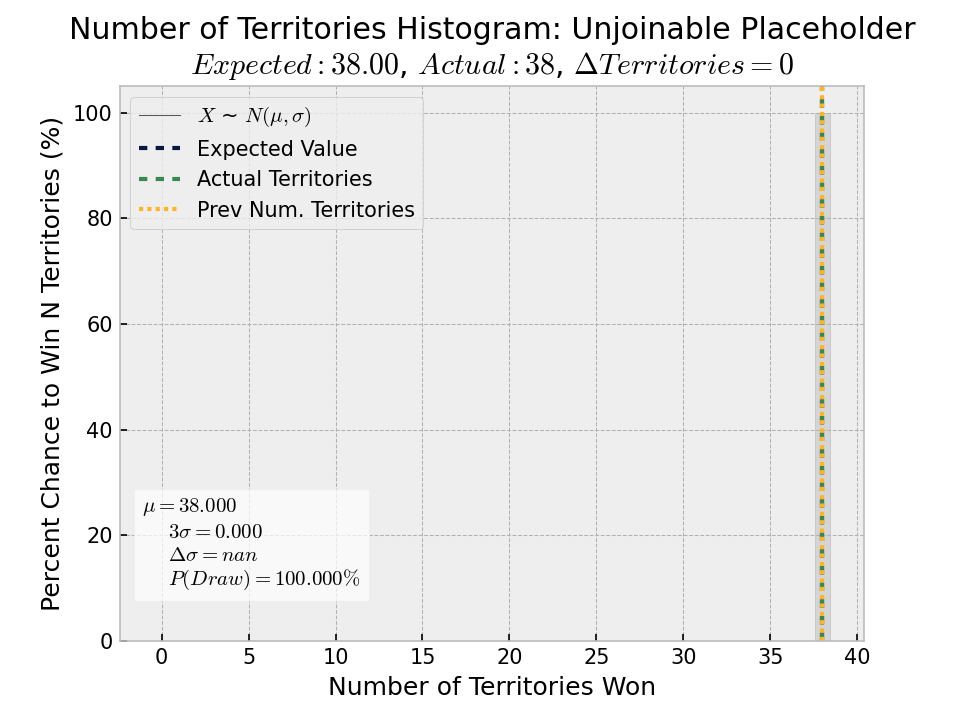 Number of Territories Histogram: Unjoinable Placeholder
Expected : 38.00, Actual : 38, ΔTerritories = 0
Percent Chance to Win N Territories (%)
100
80
60
40
20
0
X ~ N(μ, σ)
Expected Value
Actual Territories
Prev Num. Territories
μ = 38.000
3σ = 0.000
Δσ = nan
P(Draw) = 100.000%
0 5 10 15 20 25 30 35 40
Number of Territories Won